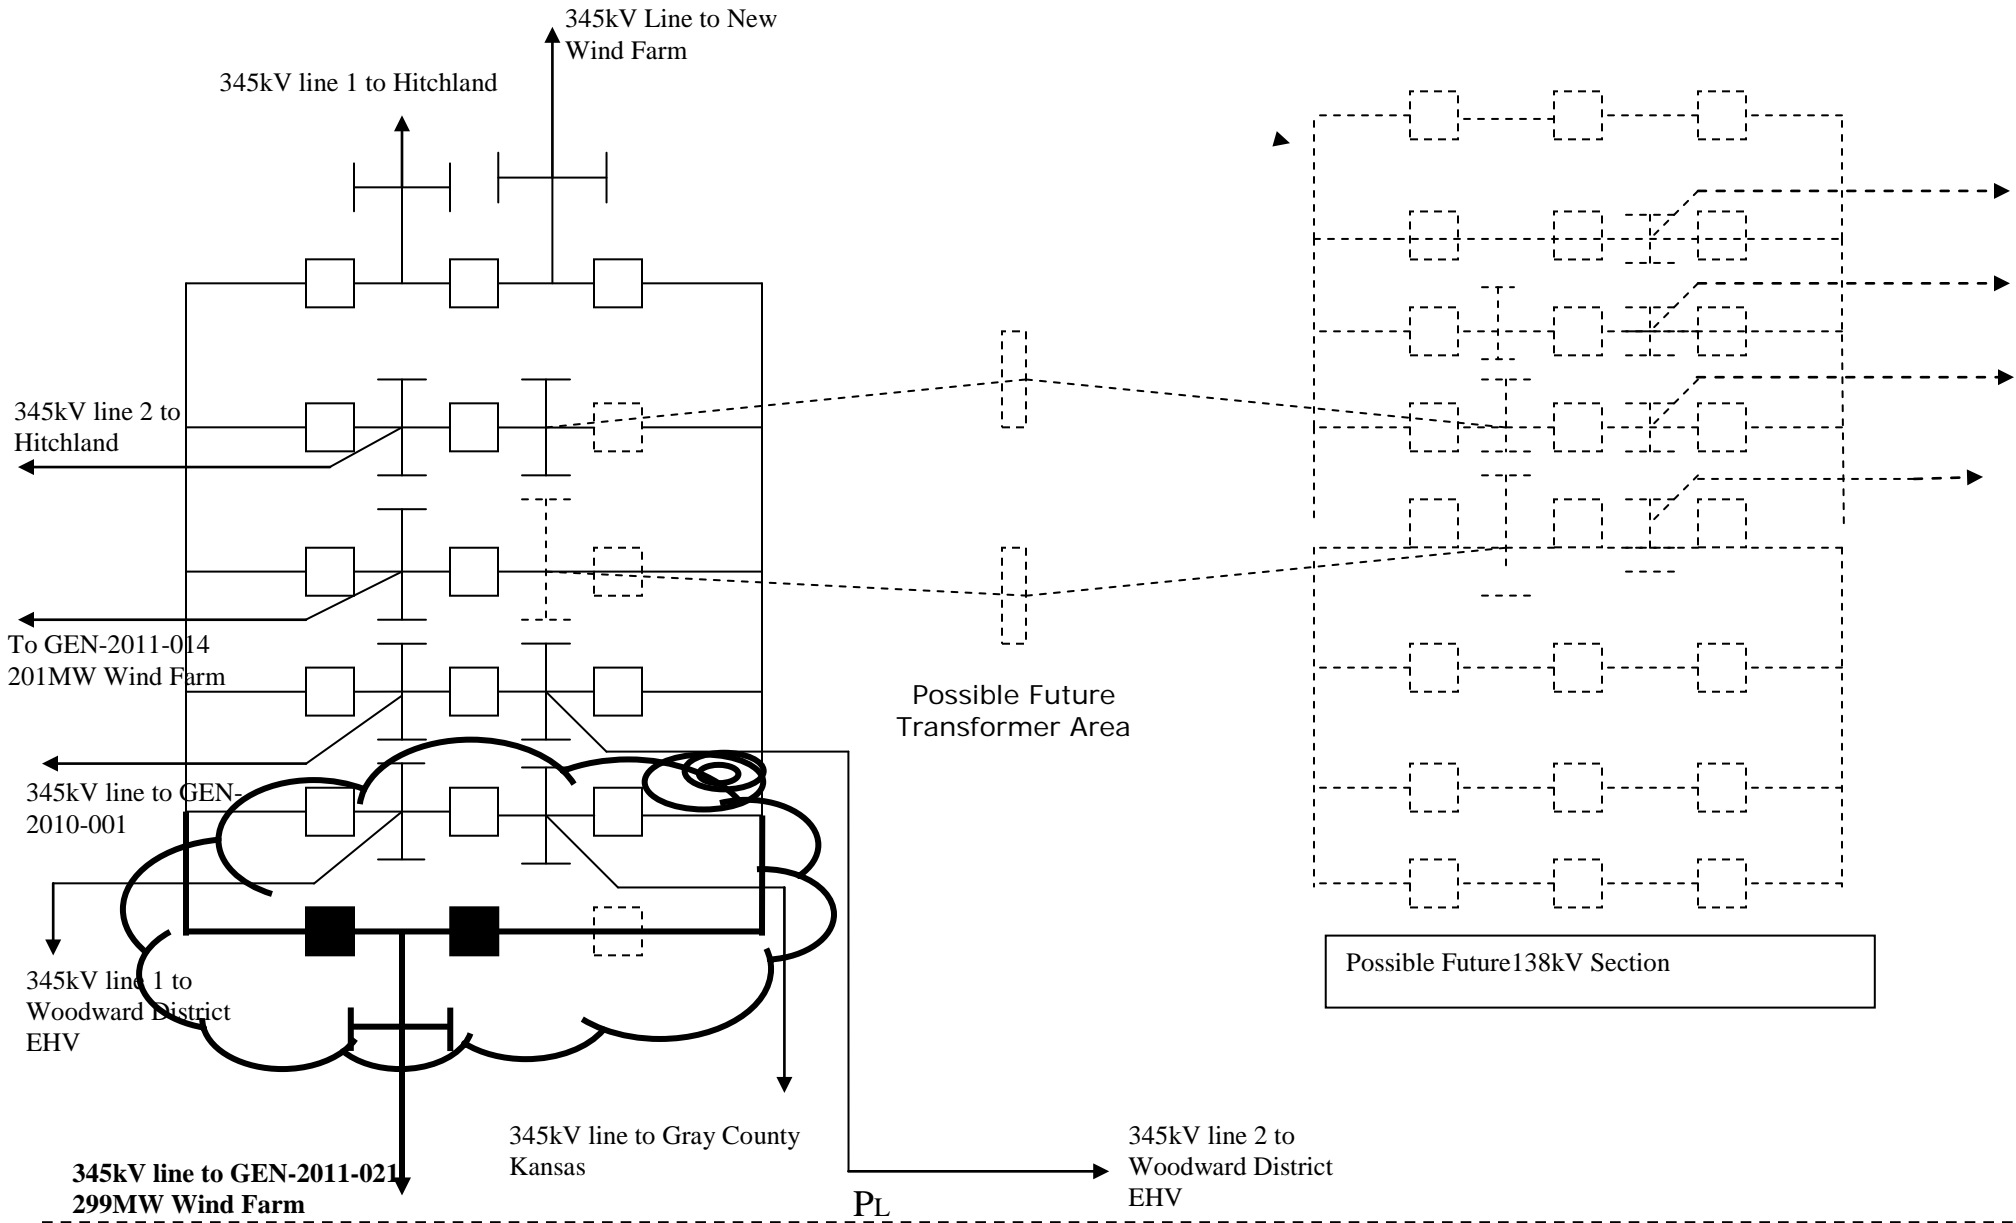 345kV Line to New
Wind Farm
345kV line 1 to Hitchland
345kV line 2 to
Hitchland
To GEN-2011-014
201MW Wind Farm
Possible Future
Transformer Area
345kV line to GEN-
2010-001
345kV line 1 to
Woodward District
EHV
Possible Future138kV Section
345kV line to Gray County
Kansas
345kV line 2 to
Woodward District
EHV
345kV line to GEN-2011-021
299MW Wind Farm
PL